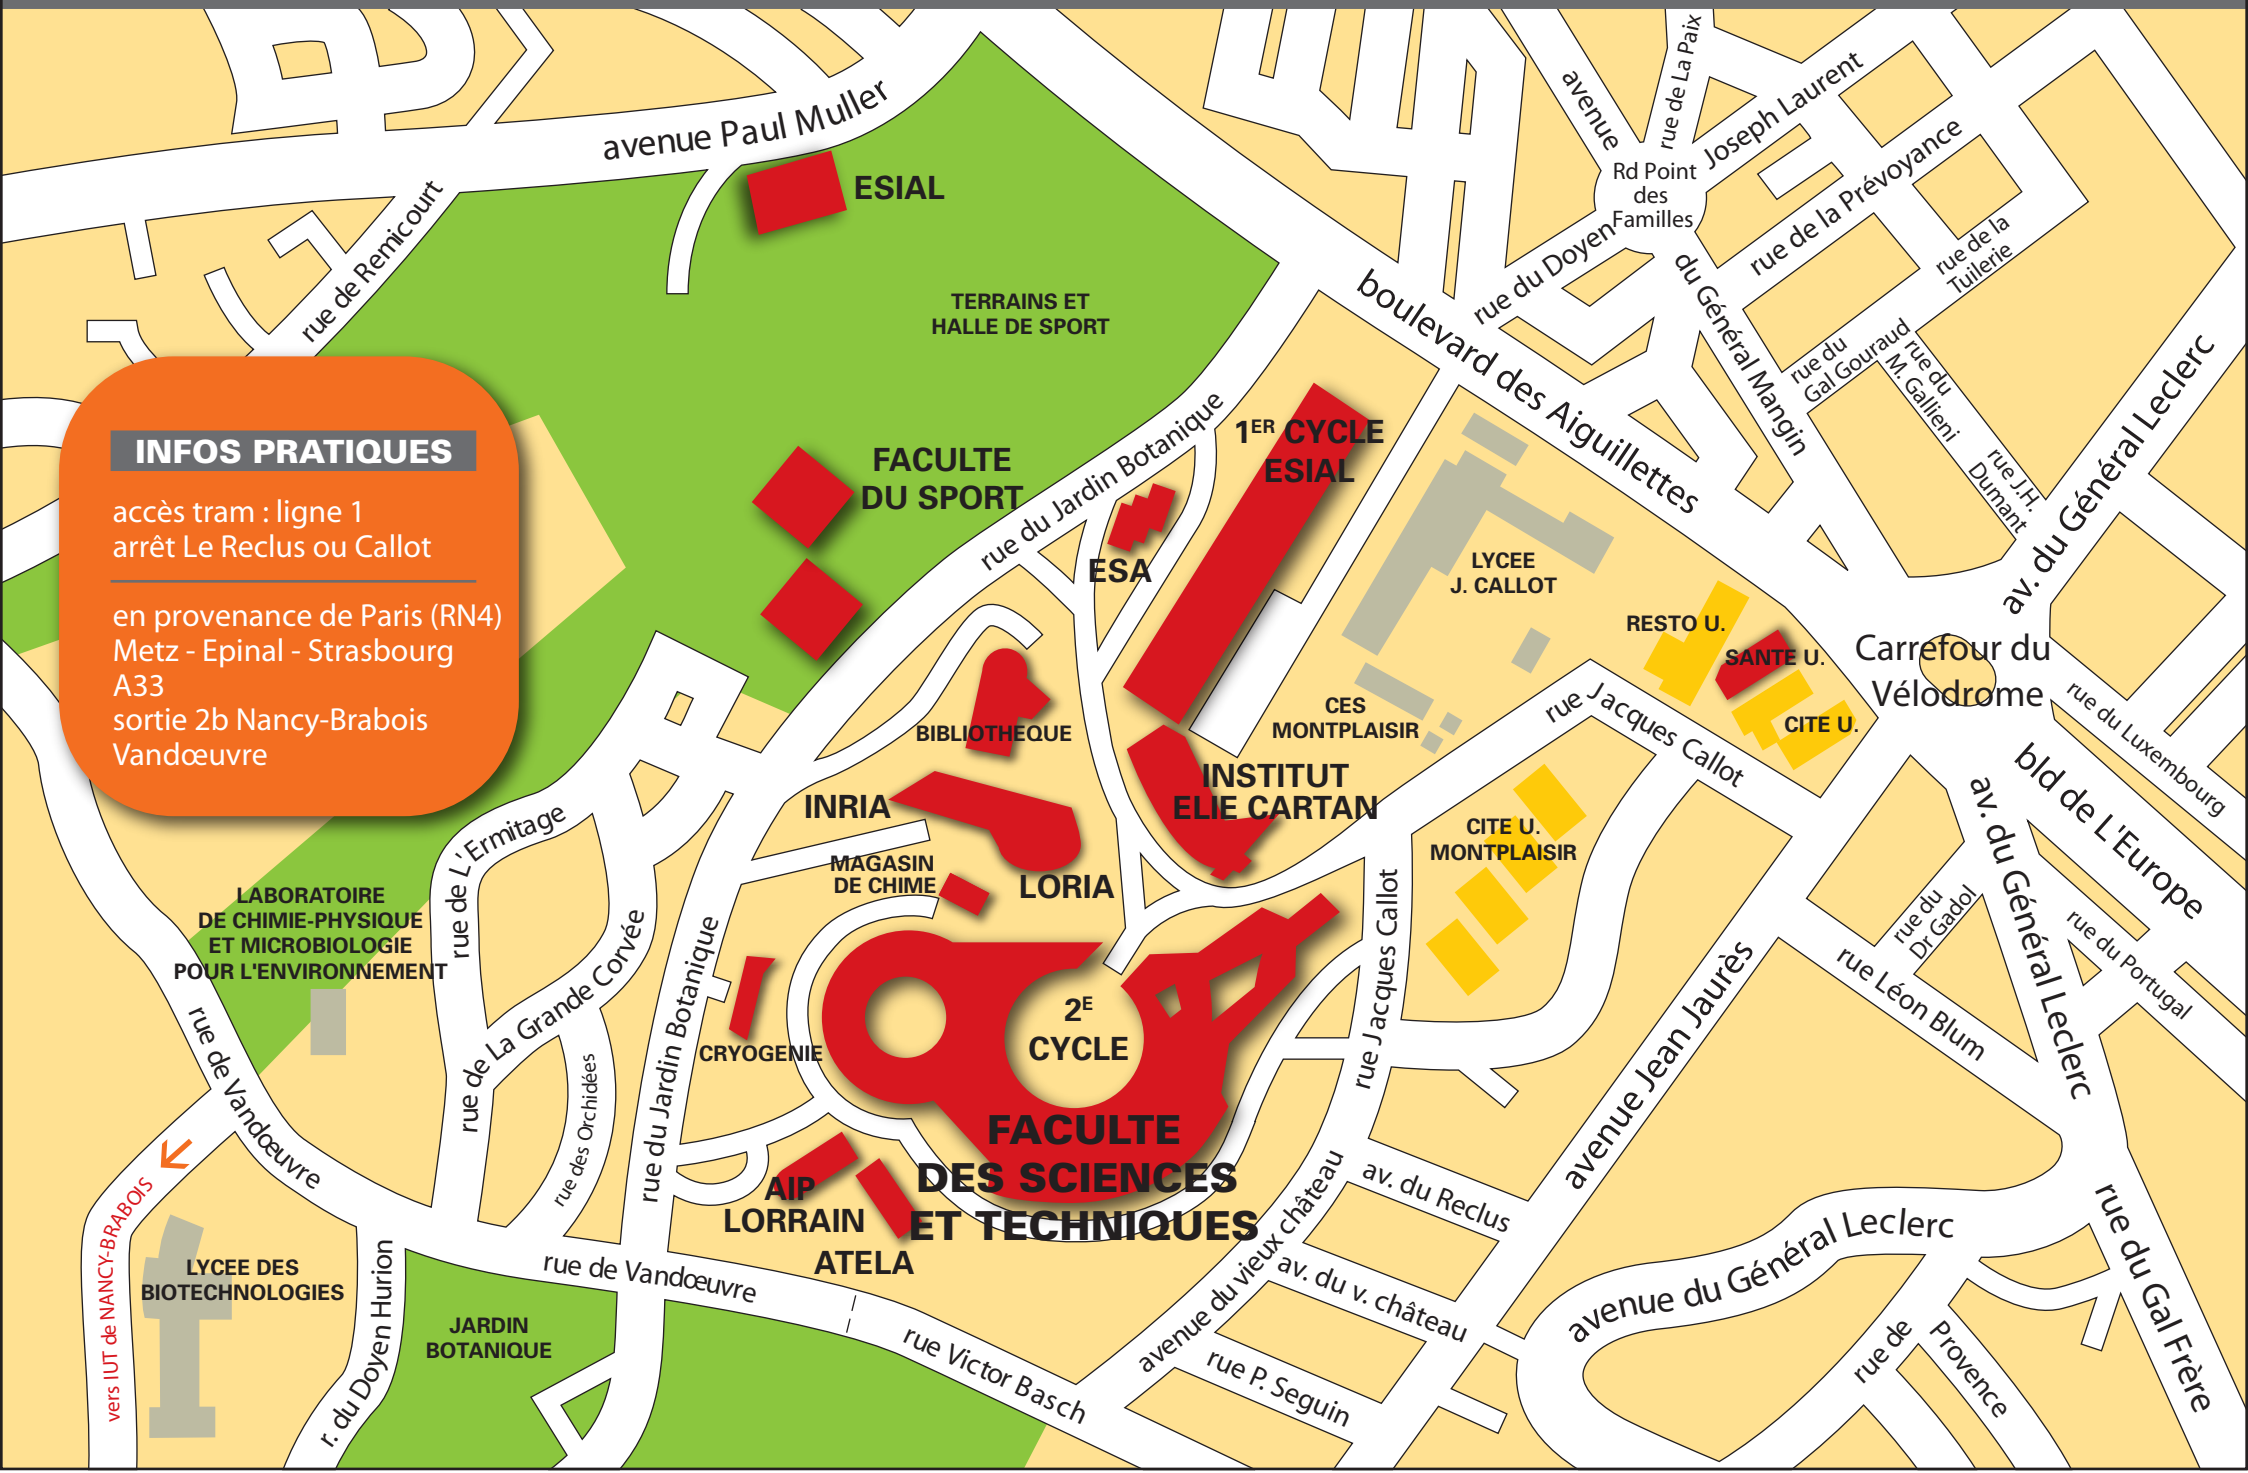 avenue Paul Muller
ESIAL
rue de Remicourt
TERRAINS ET
HALLE DE SPORT
avenue
rue de La Paix
Joseph Laurent
Rd Point
des
Familles
rue du Doyen
rue de la Prévoyance
rue de la
Tuilerie
du Général Mangin
rue du
Gal Gouraud
rue du
M. Gallieni
rue J.H.
Dumant
boulevard des Aiguillettes
av. du Général Leclerc
INFOS PRATIQUES
accès tram : ligne 1
arrêt Le Reclus ou Callot
en provenance de Paris (RN4)
Metz - Epinal - Strasbourg
A33
sortie 2b Nancy-Brabois
Vandœuvre
FACULTE
DU SPORT
rue du Jardin Botanique
1ER CYCLE
ESIAL
ESA
LYCEE
J. CALLOT
RESTO U.
SANTE U.
CITE U.
Carrefour du
Vélodrome
rue du Luxembourg
bld de L'Europe
CES
MONTPLAISIR
rue Jacques Callot
BIBLIOTHEQUE
INSTITUT
ELIE CARTAN
INRIA
LORIA
MAGASIN
DE CHIME
CITE U.
MONTPLAISIR
rue de L'Ermitage
LABORATOIRE
DE CHIMIE-PHYSIQUE
ET MICROBIOLOGIE
POUR L'ENVIRONNEMENT
rue de La Grande Corvée
rue du Jardin Botanique
CRYOGENIE
2E
CYCLE
rue Jacques Callot
avenue Jean Jaurès
rue du
Dr Gadol
av. du Général Leclerc
rue du Portugal
rue Léon Blum
rue de Vandœuvre
rue des Orchidées
FACULTE
DES SCIENCES
ET TECHNIQUES
AIP
LORRAIN
ATELA
av. du Reclus
avenue du vieux château
av. du v. château
rue P. Seguin
avenue du Général Leclerc
rue du Gal Frère
rue de
Provence
vers IUT de NANCY-BRABOIS
LYCEE DES
BIOTECHNOLOGIES
r. du Doyen Hurion
JARDIN
BOTANIQUE
rue de Vandœuvre
rue Victor Basch